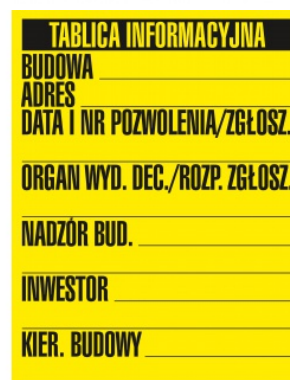 TABLICA INFORMACYJNA
BUDOWA
ADRES
DATA I NR POZWOLENIA/ZGŁOSZ.
ORGAN WYD. DEC./ROZP. ZGŁOSZ.
NADZÓR BUD.
INWESTOR
KIER. BUDOWY